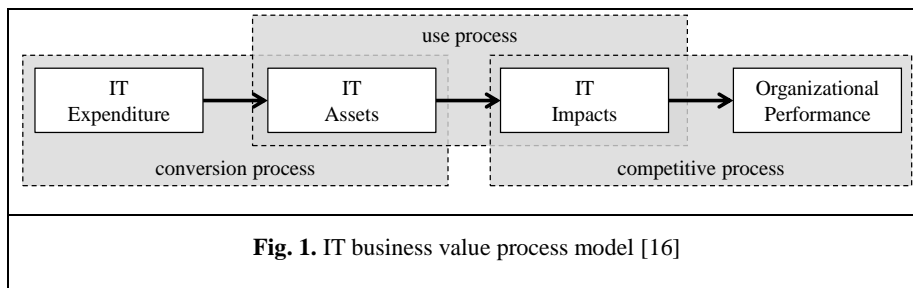 use process
IT
Expenditure
IT
Assets
IT
Impacts
Organizational
Performance
conversion process
competitive process
Fig. 1. IT business value process model [16]